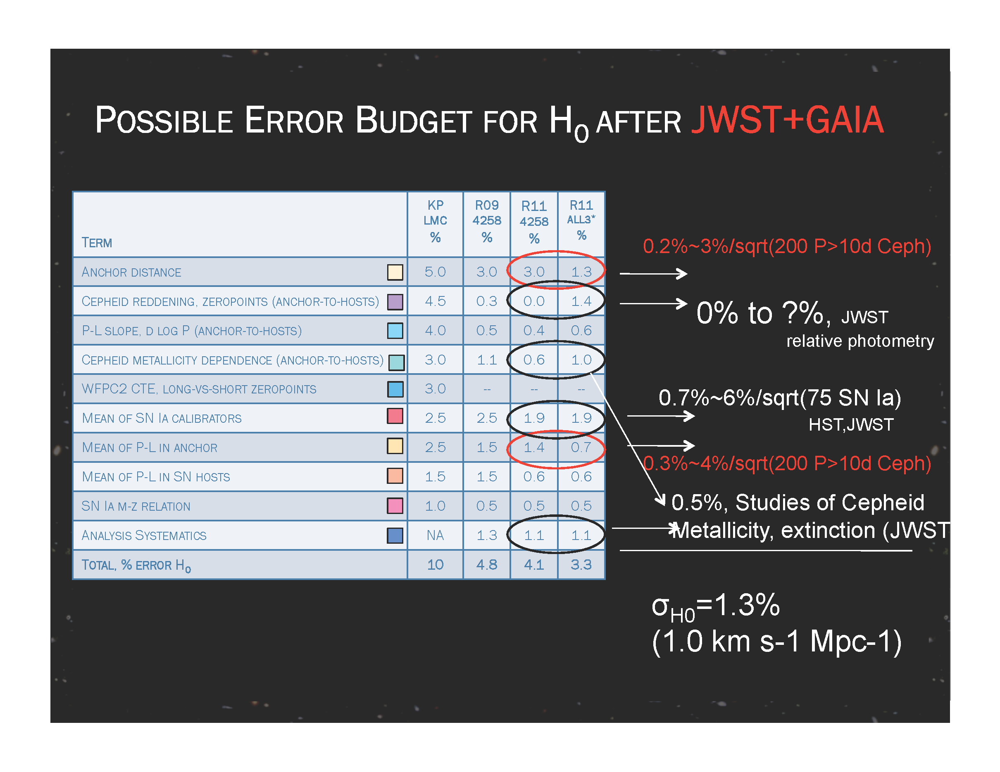 POSSIBLE ERROR BUDGET FOR H0 AFTER JWST+GAIA
TERM KP LMC % R09 4258 % R11 4258 % R11 ALL3* %
ANCHOR DISTANCE 5.0 3.0 3.0 1.3
CEPHEID REDDENING, ZEROPOINTS (ANCHOR-TO-HOSTS) 4.5 0.3 0.0 1.4
P-L SLOPE, D LOG P (ANCHOR-TO-HOSTS) 4.0 0.5 0.4 0.6
CEPHEID METALLICITY DEPENDENCE (ANCHOR-TO-HOSTS) 3.0 1.1 0.6 1.0
WFPC2 CTE, LONG-VS-SHORT ZEROPOINTS 3.0 -- -- --
MEAN OF SN IA CALIBRATORS 2.5 2.5 1.9 1.9
MEAN OF P-L IN ANCHOR 2.5 1.5 1.4 0.7
MEAN OF P-L IN SN HOSTS 1.5 1.5 0.6 0.6
SN IA M-Z RELATION 1.0 0.5 0.5 0.5
ANALYSIS SYSTEMATICS NA 1.3 1.1 1.1
TOTAL, % ERROR H0 10 4.8 4.1 3.3
0.2%~3%/sqrt(200 P>10d Ceph)
0% to ?%, JWST
relative photometry
0.7%~6%/sqrt(75 SN Ia)
HST,JWST
0.3%~4%/sqrt(200 P>10d Ceph)
0.5%, Studies of Cepheid
Metallicity, extinction (JWST
σH0=1.3%
(1.0 km s-1 Mpc-1)